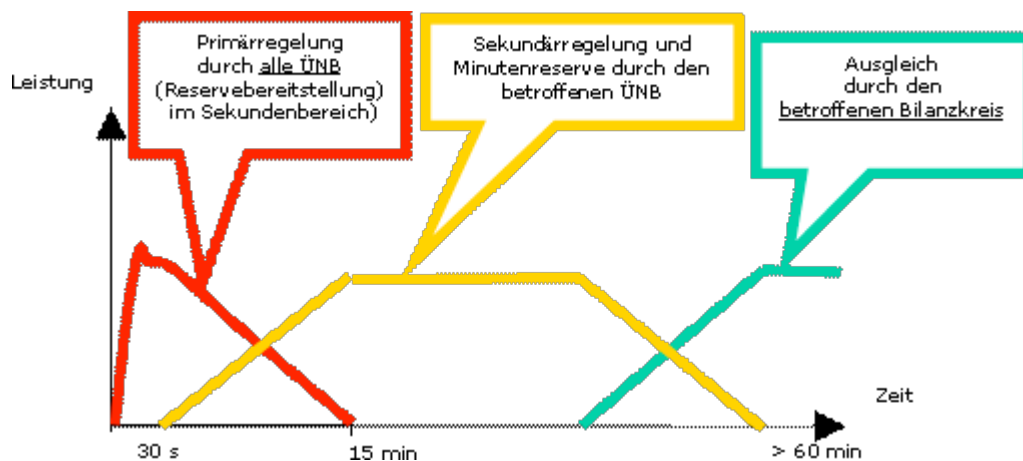 Primärregelung
durch alle ÜNB
(Reservebereitstellung)
im Sekundenbereich)
Sekundärregelung und
Minutenreserve durch den
betroffenen ÜNB
Ausgleich
durch den
betroffenen Bilanzkreis
Leistung
Zeit
30 s
15 min
> 60 min